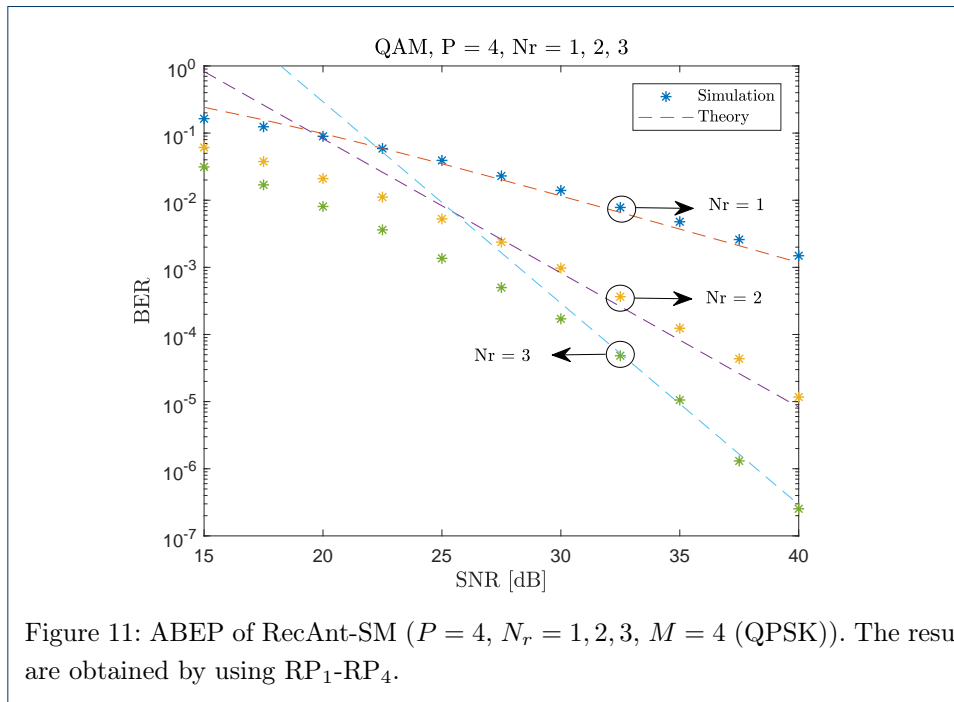 QAM, P = 4, Nr = 1, 2, 3
10^0
10^-1
10^-2
10^-3
10^-4
10^-5
10^-6
10^-7
BER
Simulation
Theory
Nr = 1
Nr = 2
Nr = 3
15 20 25 30 35 40
SNR [dB]
Figure 11: ABEP of RecAnt-SM (P = 4, N_r = 1, 2, 3, M = 4 (QPSK)). The resu
are obtained by using RP_1-RP_4.